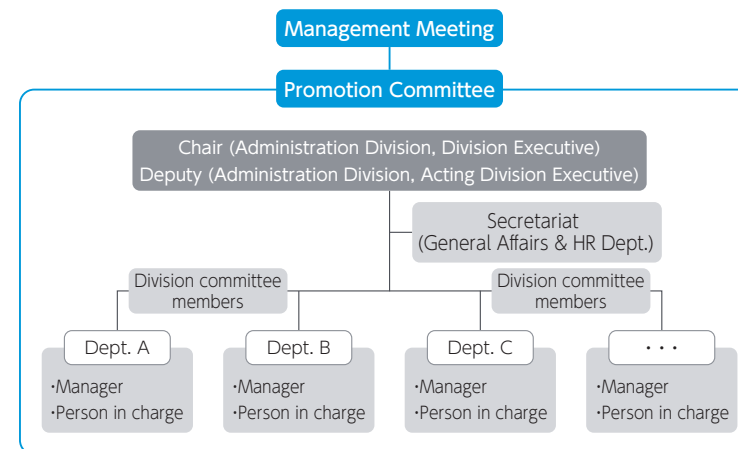 Management Meeting
Promotion Committee
Chair (Administration Division, Division Executive)
Deputy (Administration Division, Acting Division Executive)
Secretariat
(General Affairs & HR Dept.)
Division committee
members
Division committee
members
Dept. A
・Manager
・Person in charge
Dept. B
・Manager
・Person in charge
Dept. C
・Manager
・Person in charge
・・・
・Manager
・Person in charge